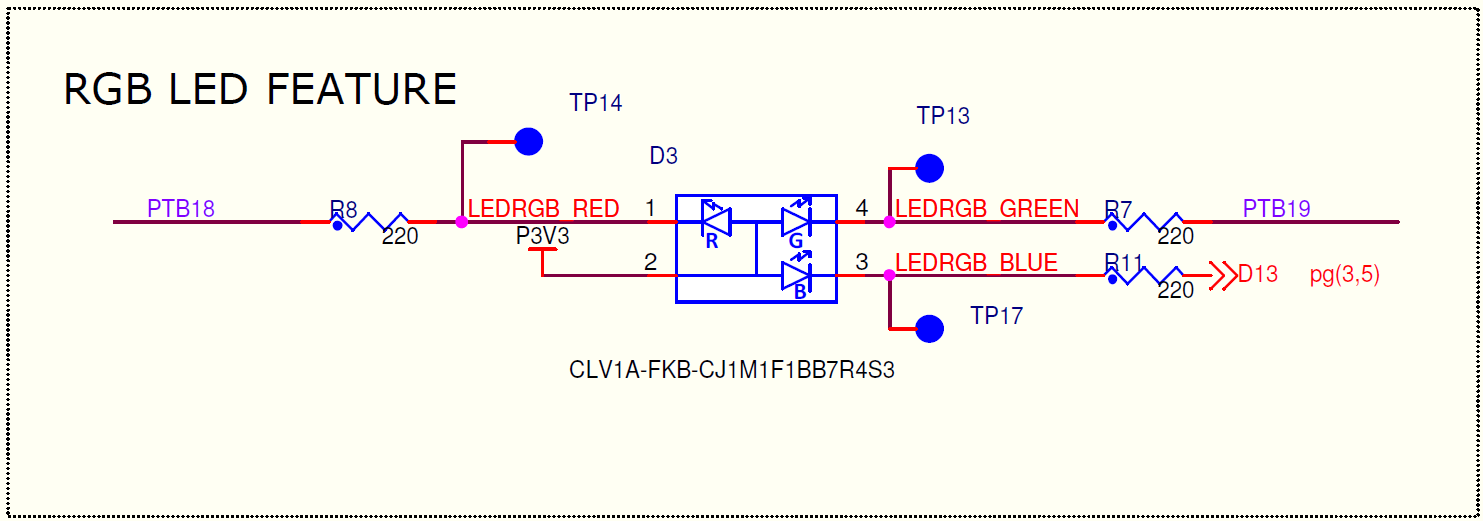 RGB LED FEATURE
TP14
TP13
D3
PTB18
R8
220
LEDRGB_RED
1
4
LEDRGB_GREEN
R7
220
PTB19
P3V3
2
R
G
B
3
LEDRGB_BLUE
R11
220
D13 pg(3,5)
TP17
CLV1A-FKB-CJ1M1F1BB7R4S3